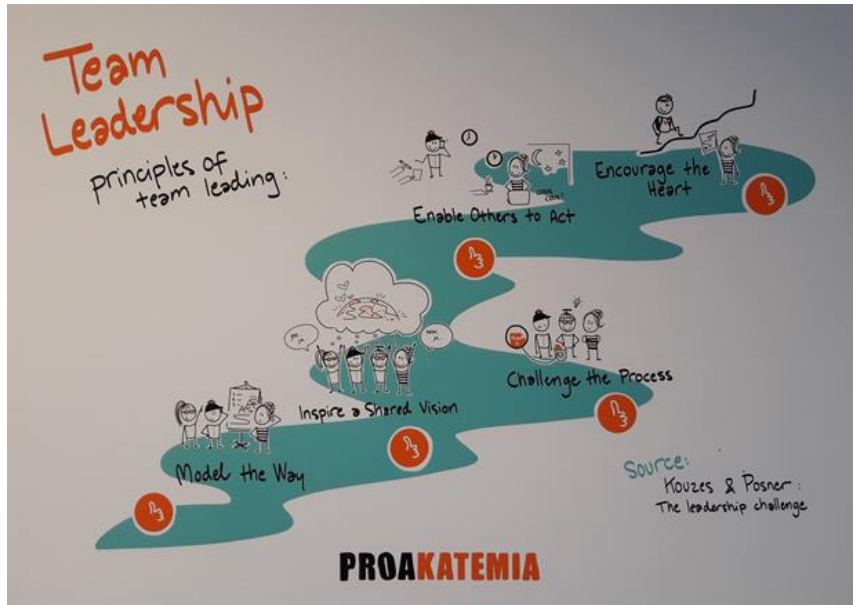 Team
Leadership
principles of
team leading:
Encourage the
Heart
Enable Others to Act
Challenge the Process
Inspire a Shared Vision
Model the Way
Source:
Kouzes & Posner:
The leadership challenge
PROAKATEMIA